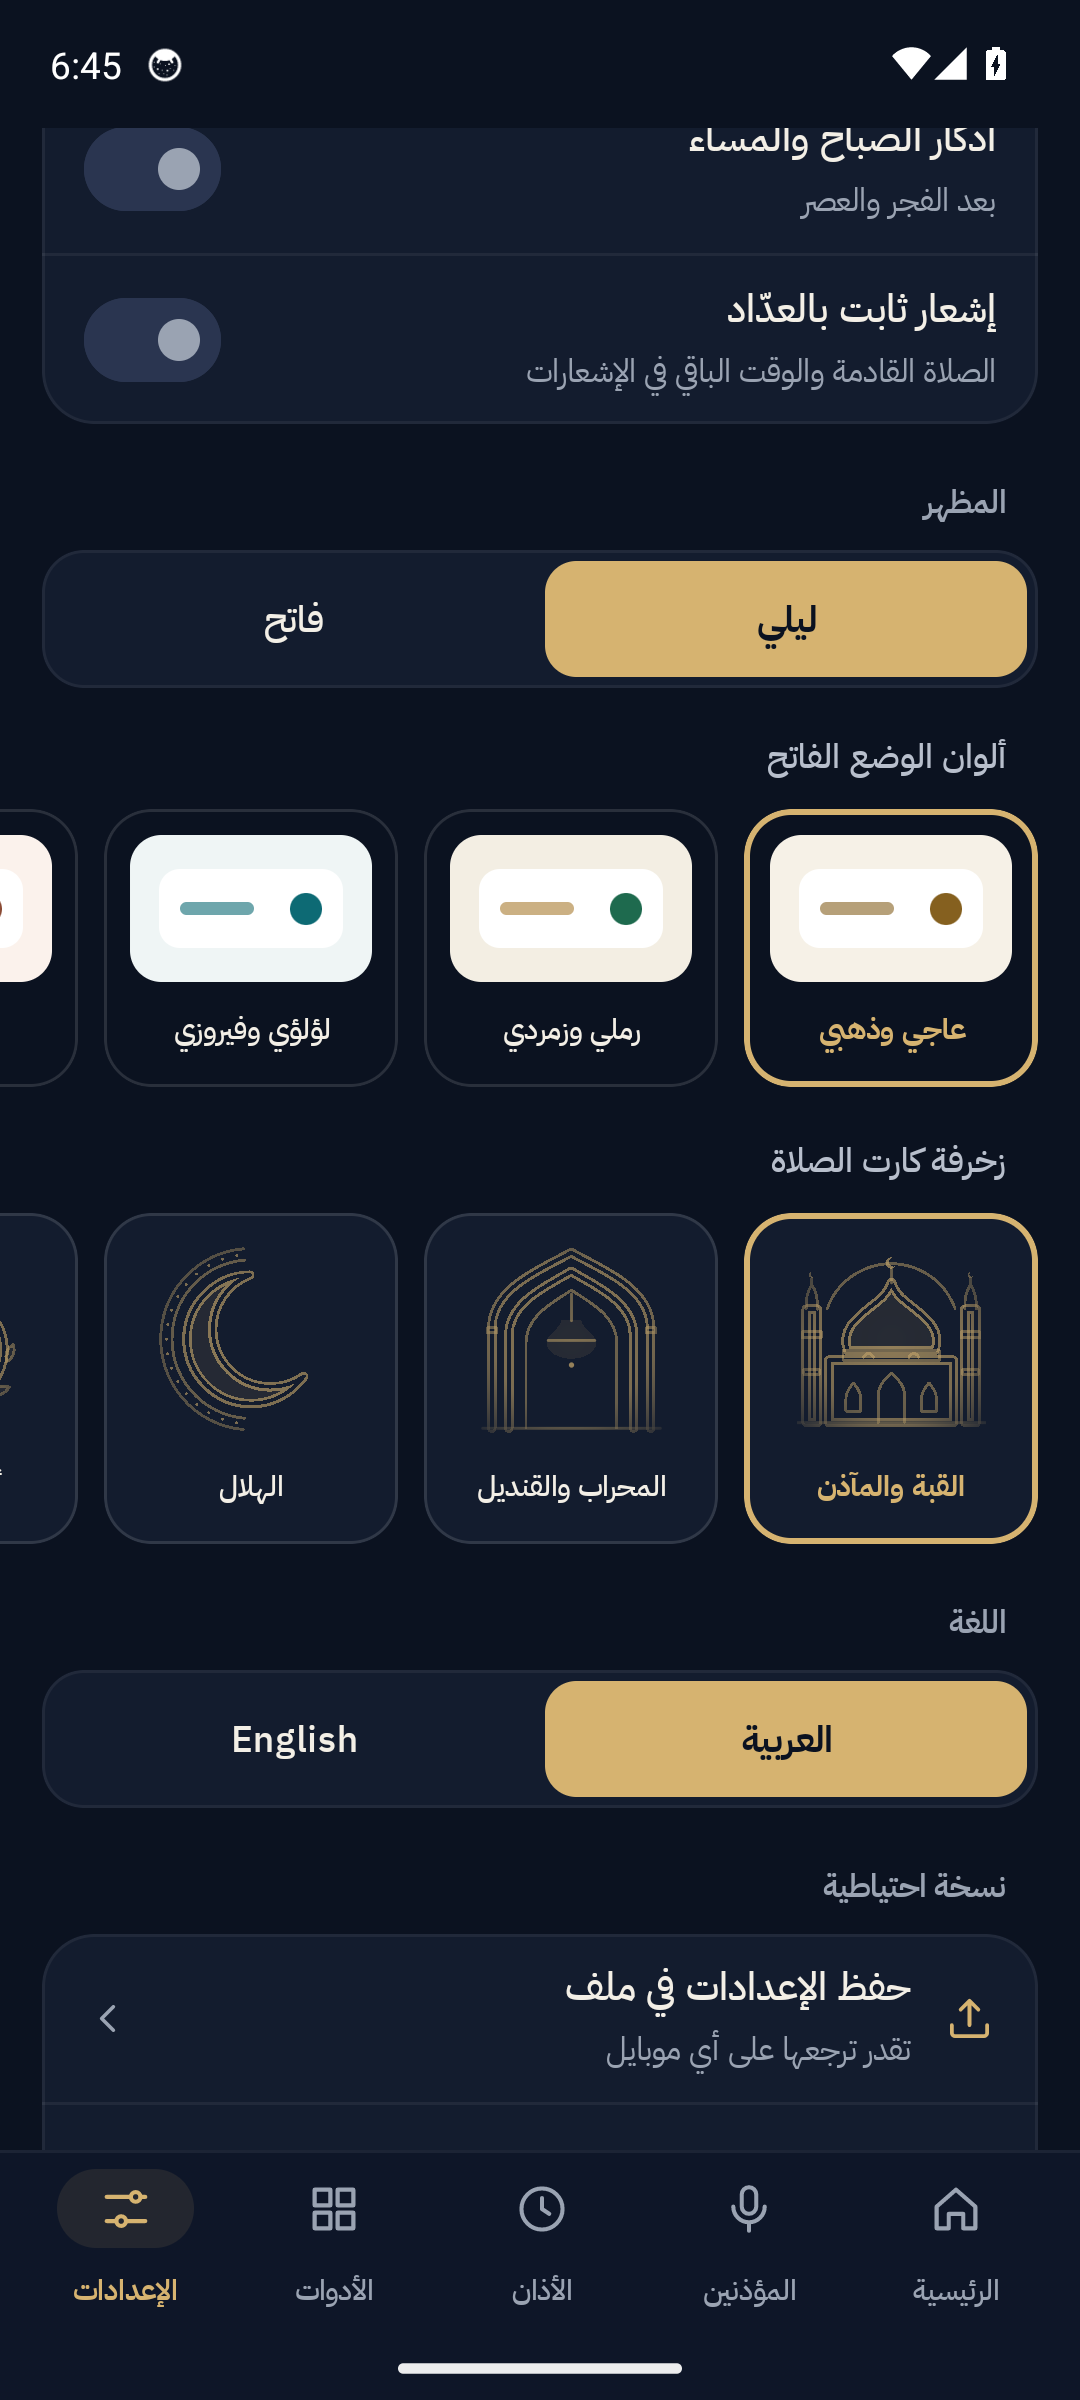 6:45
أذكار الصباح والمساء
بعد الفجر والعصر
إشعار ثابت بالعدّاد
الصلاة القادمة والوقت الباقي في الإشعارات
المظهر
ليلي
فاتح
ألوان الوضع الفاتح
عاجي وذهبي
رملي وزمردي
لؤلؤي وفيروزي
زخرفة كارت الصلاة
القبة والمآذن
المحراب والقنديل
الهلال
اللغة
العربية
English
نسخة احتياطية
حفظ الإعدادات في ملف
تقدر ترجعها على أي موبايل
الرئيسية
المؤذنين
الأذان
الأدوات
الإعدادات